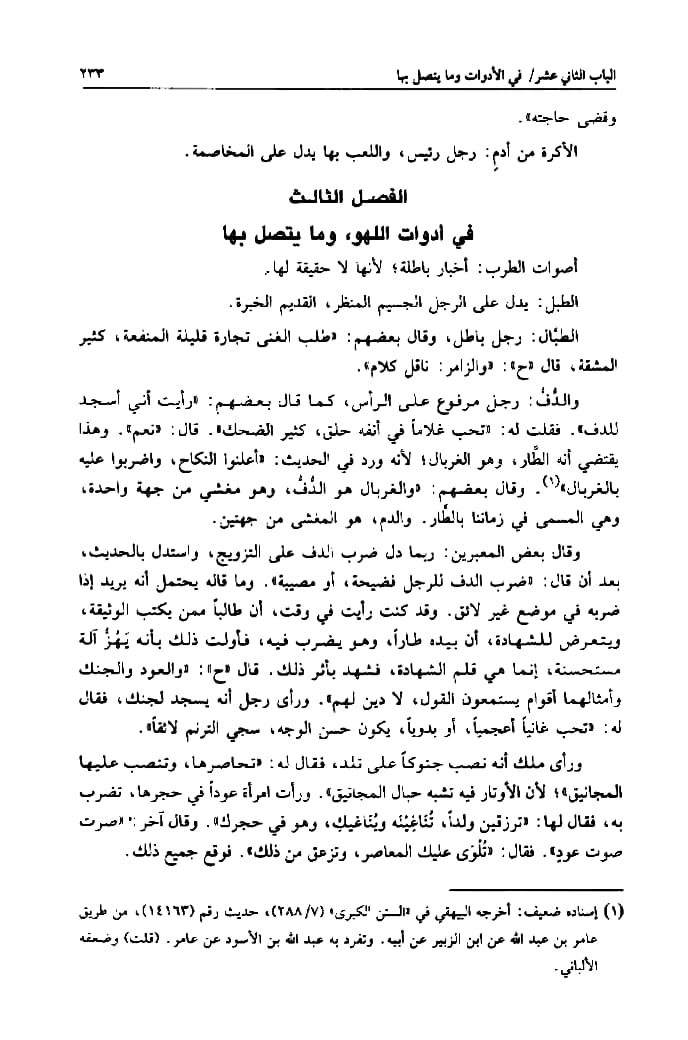 الباب الثاني عشر/ في الأدوات وما يتصل بها ٢٣٣
وقضى حاجته».
الأكرة من أدمٍ: رجل رئيس، واللعب بها يدل على المخاصمة.
الفصل الثالث
في أدوات اللهو، وما يتصل بها
أصوات الطرب: أخبار باطلة؛ لأنها لا حقيقة لها.
الطبل: يدل على الرجل الجسيم المنظر، القديم الخبرة.
الطبَّال: رجل باطل، وقال بعضهم: «طلب الغنى تجارة قليلة المنفعة، كثير
المشقة، قال «ح»: «والزامر: ناقل كلام».
والدُّفُّ: رجل مرفوع على الرأس، كما قال بعضهم: «رأيت أني أسجد
للدف». فقلت له: «تحب غلاماً في أنفه حلق، كثير الضحك». قال: «نعم». وهذا
يقتضي أنه الطَّار، وهو الغربال؛ لأنه ورد في الحديث: «أعلنوا النكاح، واضربوا عليه
بالغربال»(١). وقال بعضهم: «والغربال هو الدُّفُّ، وهو مغشي من جهة واحدة،
وهي المسمى في زماننا بالطَّار. والدم، هو المغشى من جهتين.
وقال بعض المعبرين: ربما دل ضرب الدف على التزويج، واستدل بالحديث،
بعد أن قال: «ضرب الدف للرجل فضيحة، أو مصيبة». وما قاله يحتمل أنه يريد إذا
ضربه في موضع غير لائق. وقد كنت رأيت في وقت، أن طالباً ممن يكتب الوثيقة،
ويتعرض للشهادة، أن بيده طاراً، وهو يضرب فيه، فأولت ذلك بأنه يَهُزُّ آلة
مستحسنة، إنما هي قلم الشهادة، فشهد بأثر ذلك. قال «ح»: «والعود والجنك
وأمثالهما أقوام يستمعون القول، لا دين لهم». ورأى رجل أنه يسجد لجنك، فقال
له: «تحب غانياً أعجمياً، أو بدوياً، يكون حسن الوجه، سجي الترنم لائقاً».
ورأى ملك أنه نصب جنوكاً على تلد، فقال له: «تحاصرها، وتنصب عليها
المجانيق»؛ لأن الأوتار فيه تشبه حبال المجانيق». ورأت امرأة عوداً في حجرها، تضرب
به، فقال لها: «ترزقين ولداً، تُنَاغِيْنَه ويُنَاغيكِ، وهو في حجرك». وقال آخر: «صرت
صوت عودٍ». فقال: «تُلْوَى عليك المعاصر، وتزعق من ذلك». فوقع جميع ذلك.
(١) إسناده ضعيف: أخرجه البيهقي في «السنن الكبرى» (٢٨٨/٧)، حديث رقم (١٤١٦٣)، من طريق
عامر بن عبد الله عن ابن الزبير عن أبيه. وتفرد به عبد الله بن الأسود عن عامر. (قلت) وضعفه
الألباني.